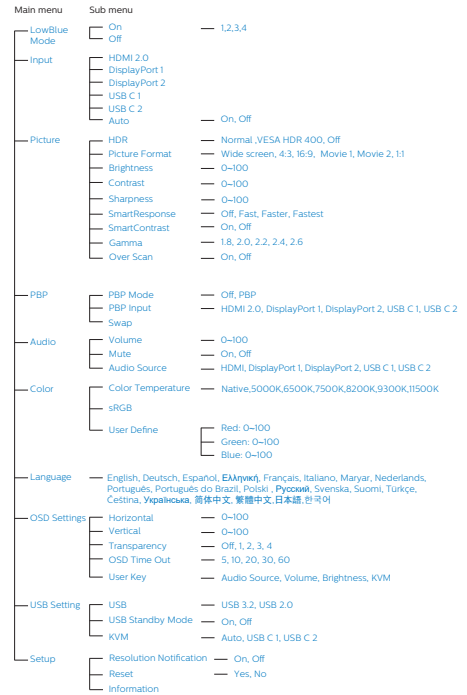 Main menu Sub menu
LowBlue Mode On 1,2,3,4
Off
Input HDMI 2.0
DisplayPort 1
DisplayPort 2
USB C 1
USB C 2
Auto On, Off
Picture HDR Normal ,VESA HDR 400, Off
Picture Format Wide screen, 4:3, 16:9, Movie 1, Movie 2, 1:1
Brightness 0-100
Contrast 0-100
Sharpness 0-100
SmartResponse Off, Fast, Faster, Fastest
SmartContrast On, Off
Gamma 1.8, 2.0, 2.2, 2.4, 2.6
Over Scan On, Off
PBP PBP Mode Off, PBP
PBP Input HDMI 2.0, DisplayPort 1, DisplayPort 2, USB C 1, USB C 2
Swap
Audio Volume 0-100
Mute On, Off
Audio Source HDMI, DisplayPort 1, DisplayPort 2, USB C 1, USB C 2
Color Color Temperature Native,5000K,6500K,7500K,8200K,9300K,11500K
sRGB
User Define Red: 0-100
Green: 0-100
Blue: 0-100
Language English, Deutsch, Español, Ελληνική, Français, Italiano, Maryar, Nederlands,
Português, Português do Brazil, Polski , Русский, Svenska, Suomi, Türkçe,
Čeština, Українська, 简体中文, 繁體中文,日本語,한국어
OSD Settings Horizontal 0-100
Vertical 0-100
Transparency Off, 1, 2, 3, 4
OSD Time Out 5, 10, 20, 30, 60
User Key Audio Source, Volume, Brightness, KVM
USB Setting USB USB 3.2, USB 2.0
USB Standby Mode On, Off
KVM Auto, USB C 1, USB C 2
Setup Resolution Notification On, Off
Reset Yes, No
Information